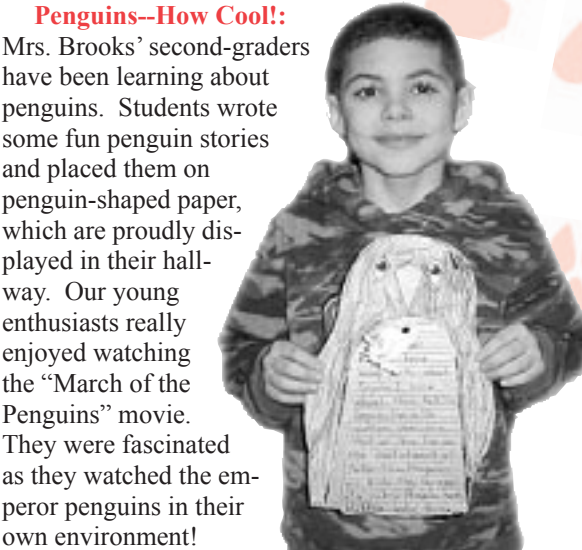 Penguins--How Cool!:
Mrs. Brooks’ second-graders
have been learning about
penguins.  Students wrote
some fun penguin stories
and placed them on
penguin-shaped paper,
which are proudly dis-
played in their hall-
way.  Our young
enthusiasts really
enjoyed watching
the “March of the
Penguins” movie.
They were fascinated
as they watched the em-
peror penguins in their
own environment!